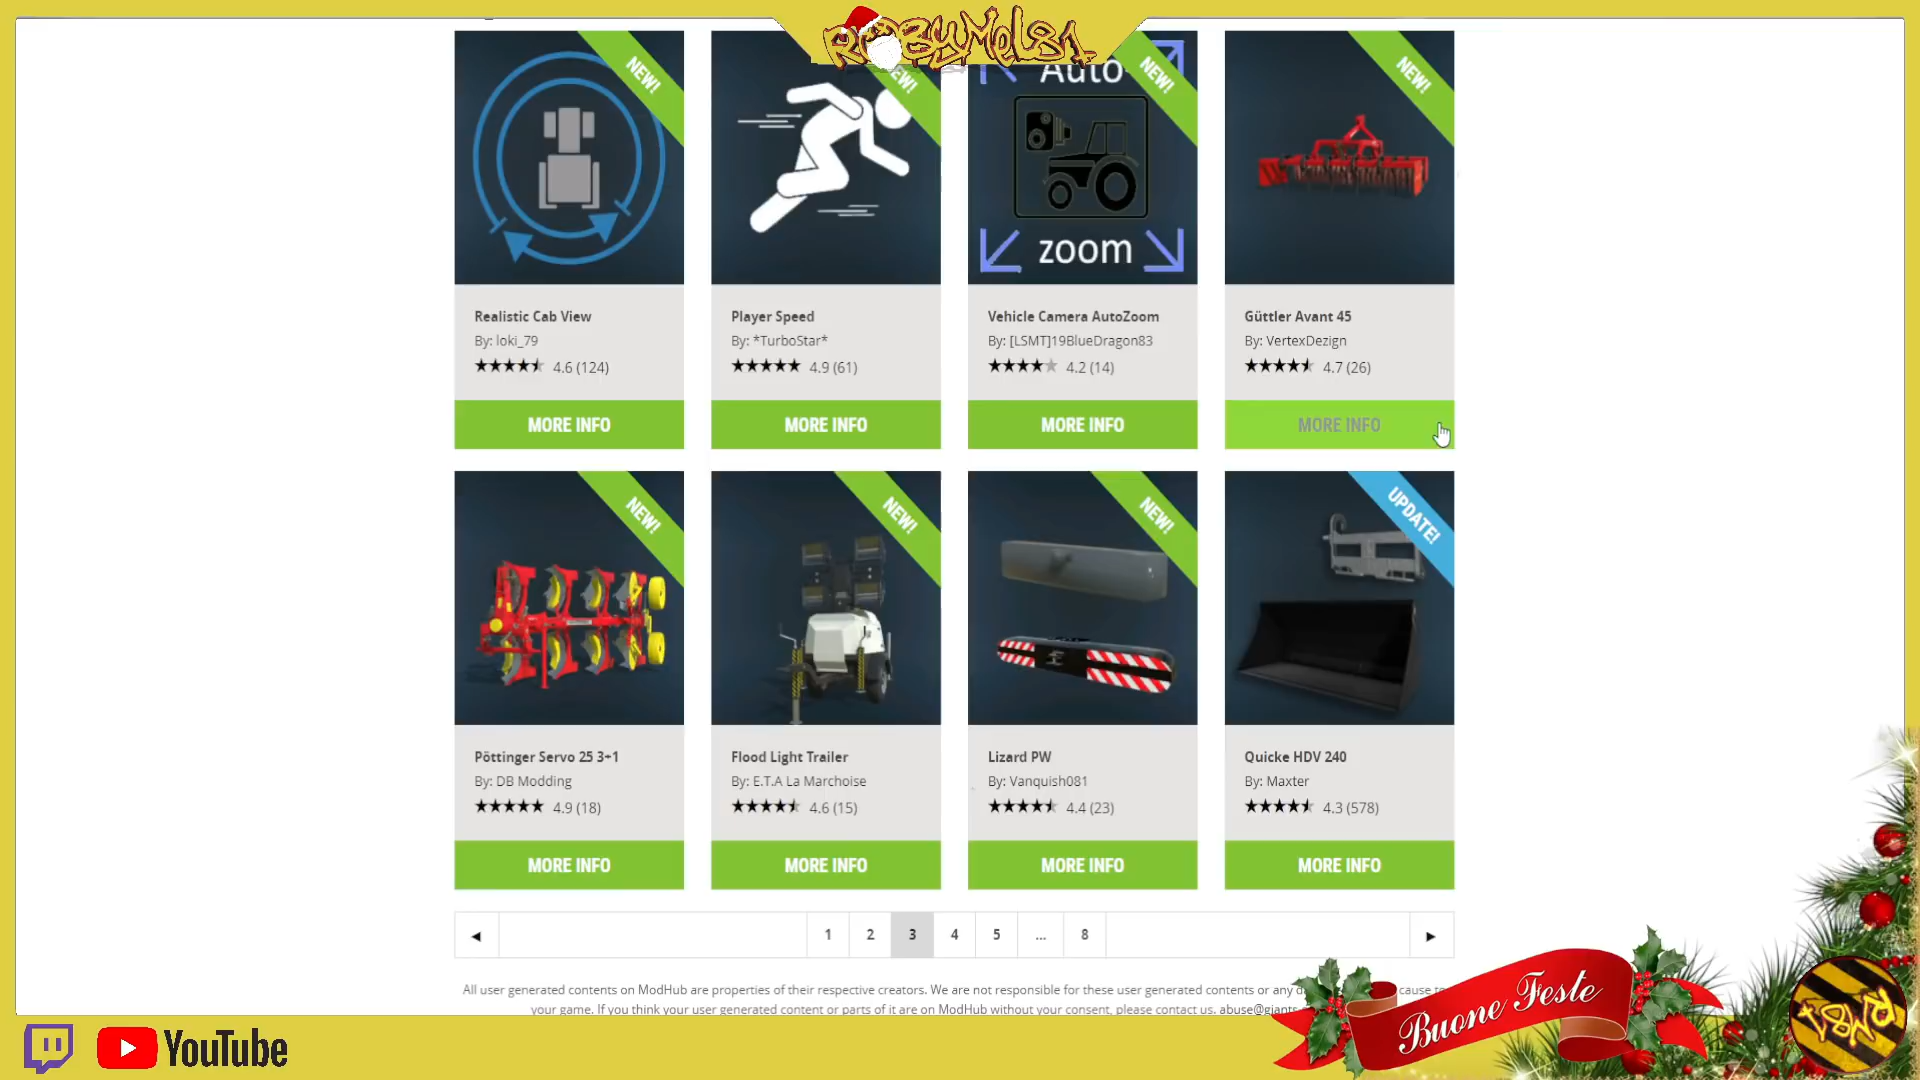 RobyMel81
NEW!
NEW!
Auto
zoom
NEW!
NEW!
Realistic Cab View
By: loki_79
4.6 (124)
MORE INFO
Player Speed
By: *TurboStar*
4.9 (61)
MORE INFO
Vehicle Camera AutoZoom
By: [LSMT]19BlueDragon83
4.2 (14)
MORE INFO
Güttler Avant 45
By: VertexDezign
4.7 (26)
MORE INFO
NEW!
NEW!
NEW!
UPDATE!
Pöttinger Servo 25 3+1
By: DB Modding
4.9 (18)
MORE INFO
Flood Light Trailer
By: E.T.A La Marchoise
4.6 (15)
MORE INFO
Lizard PW
By: Vanquish081
4.4 (23)
MORE INFO
Quicke HDV 240
By: Maxter
4.3 (578)
MORE INFO
1 2 3 4 5 ... 8
All user generated contents on ModHub are properties of their respective creators. We are not responsible for these user generated contents or any cause
your game. If you think your user generated content or parts of it are on ModHub without your consent, please contact us. abuse@giants
Buone Feste
RM81
YouTube